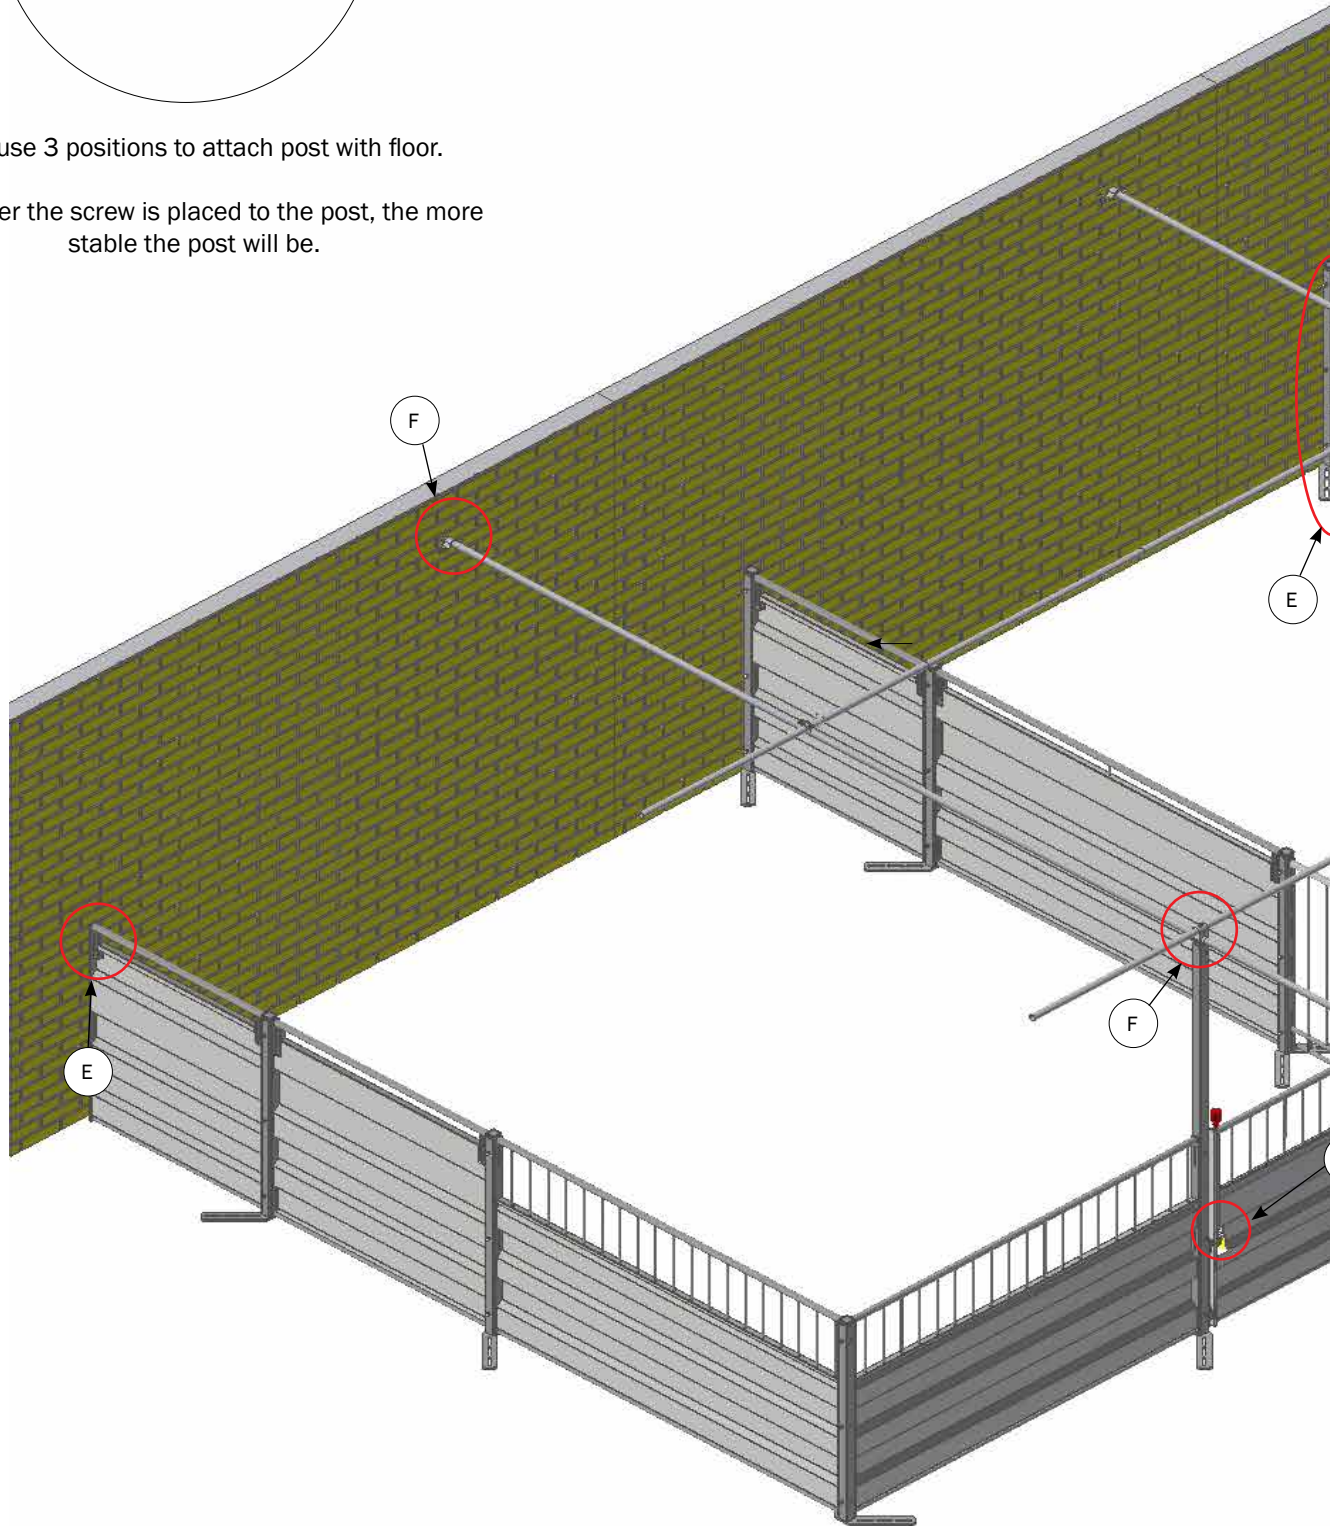 use 3 positions to attach post with floor.
er the screw is placed to the post, the more
stable the post will be.
F
E
F
E